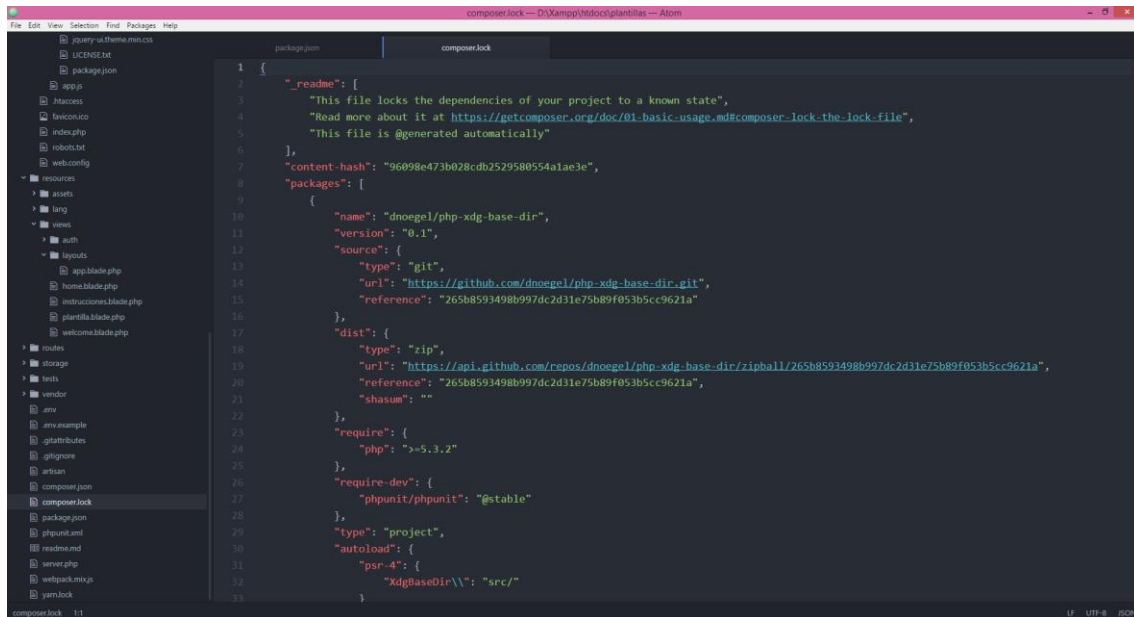 composer.lock — D:\Xampp\htdocs\plantillas — Atom
File Edit View Selection Find Packages Help
jquery-ui.theme.min.css
LICENSE.txt
package.json
app.js
.htaccess
favicon.ico
index.php
robots.txt
web.config
resources
assets
lang
views
auth
layouts
app.blade.php
home.blade.php
instrucciones.blade.php
plantilla.blade.php
welcome.blade.php
routes
storage
tests
vendor
.env
.env.example
.gitattributes
.gitignore
artisan
composer.json
composer.lock
package.json
phpunit.xml
readme.md
server.php
webpack.mix.js
yarn.lock
package.json composer.lock
1 {
2 "_readme": [
3 "This file locks the dependencies of your project to a known state",
4 "Read more about it at https://getcomposer.org/doc/01-basic-usage.md#composer-lock-the-lock-file",
5 "This file is @generated automatically"
6 ],
7 "content-hash": "96098e473b028cdb2529580554a1ae3e",
8 "packages": [
9 {
10 "name": "dnoegel/php-xdg-base-dir",
11 "version": "0.1",
12 "source": {
13 "type": "git",
14 "url": "https://github.com/dnoegel/php-xdg-base-dir.git",
15 "reference": "265b8593498b997dc2d31e75b89f053b5cc9621a"
16 },
17 "dist": {
18 "type": "zip",
19 "url": "https://api.github.com/repos/dnoegel/php-xdg-base-dir/zipball/265b8593498b997dc2d31e75b89f053b5cc9621a",
20 "reference": "265b8593498b997dc2d31e75b89f053b5cc9621a",
21 "shasum": ""
22 },
23 "require": {
24 "php": ">=5.3.2"
25 },
26 "require-dev": {
27 "phpunit/phpunit": "@stable"
28 },
29 "type": "project",
30 "autoload": {
31 "psr-4": {
32 "XdgBaseDir\\": "src/"
33 }
composer.lock 1:1
LF UTF-8 JSON